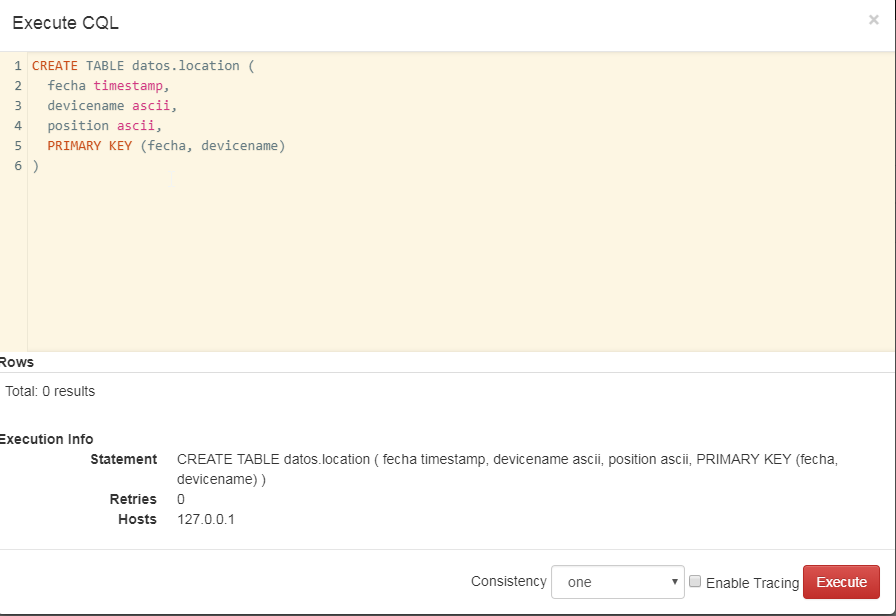 Execute CQL
×
1 CREATE TABLE datos.location (
2 fecha timestamp,
3 devicename ascii,
4 position ascii,
5 PRIMARY KEY (fecha, devicename)
6 )
Rows
Total: 0 results
Execution Info
Statement CREATE TABLE datos.location ( fecha timestamp, devicename ascii, position ascii, PRIMARY KEY (fecha,
devicename) )
Retries 0
Hosts 127.0.0.1
Consistency one Enable Tracing Execute